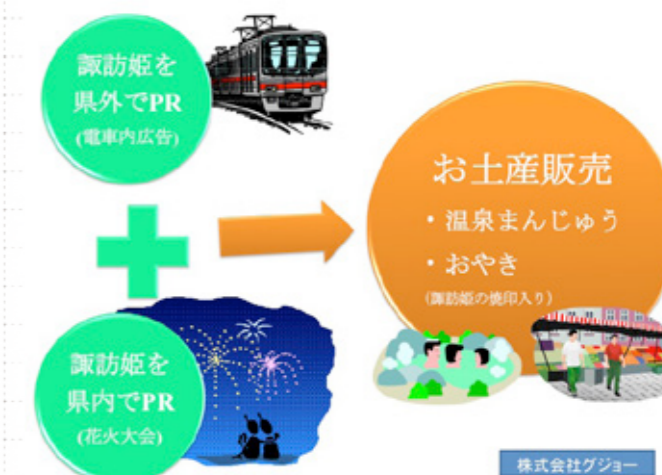 諏訪姫を
県外でPR
(電車内広告)
お土産販売
・温泉まんじゅう
・おやき
(諏訪姫の焼印入り)
諏訪姫を
県内でPR
(花火大会)
株式会社グジョー